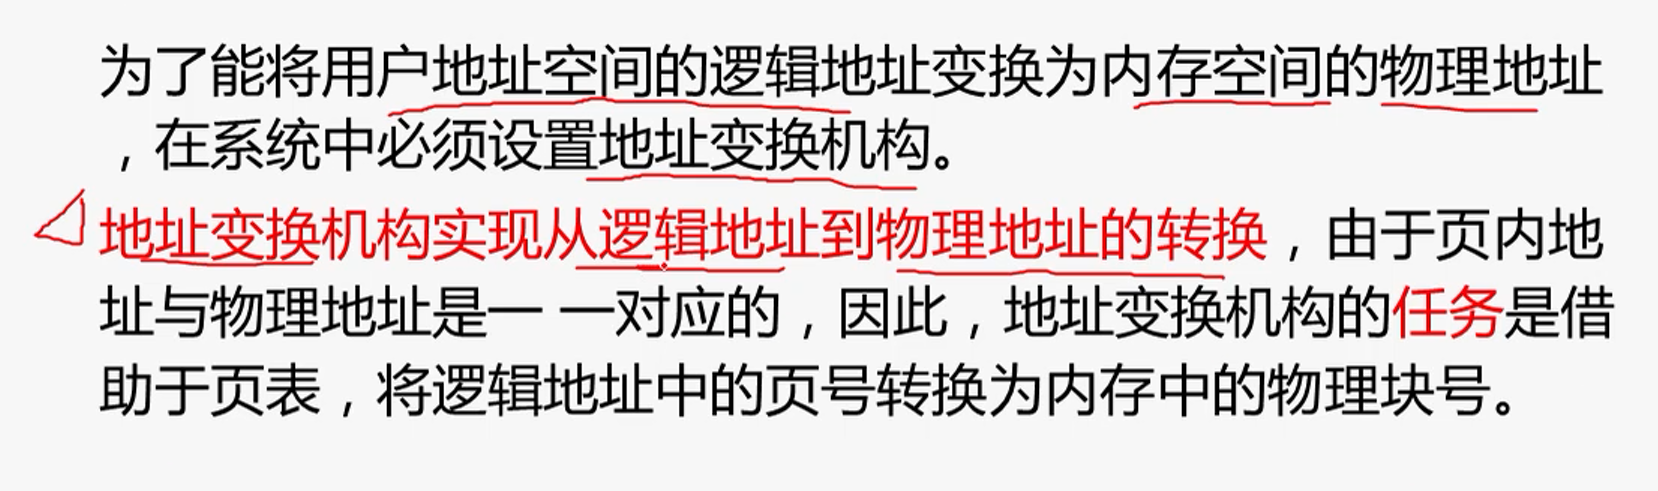 为了能将用户地址空间的逻辑地址变换为内存空间的物理地址
，在系统中必须设置地址变换机构。
地址变换机构实现从逻辑地址到物理地址的转换，由于页内地
址与物理地址是一 一对应的，因此，地址变换机构的任务是借
助于页表，将逻辑地址中的页号转换为内存中的物理块号。